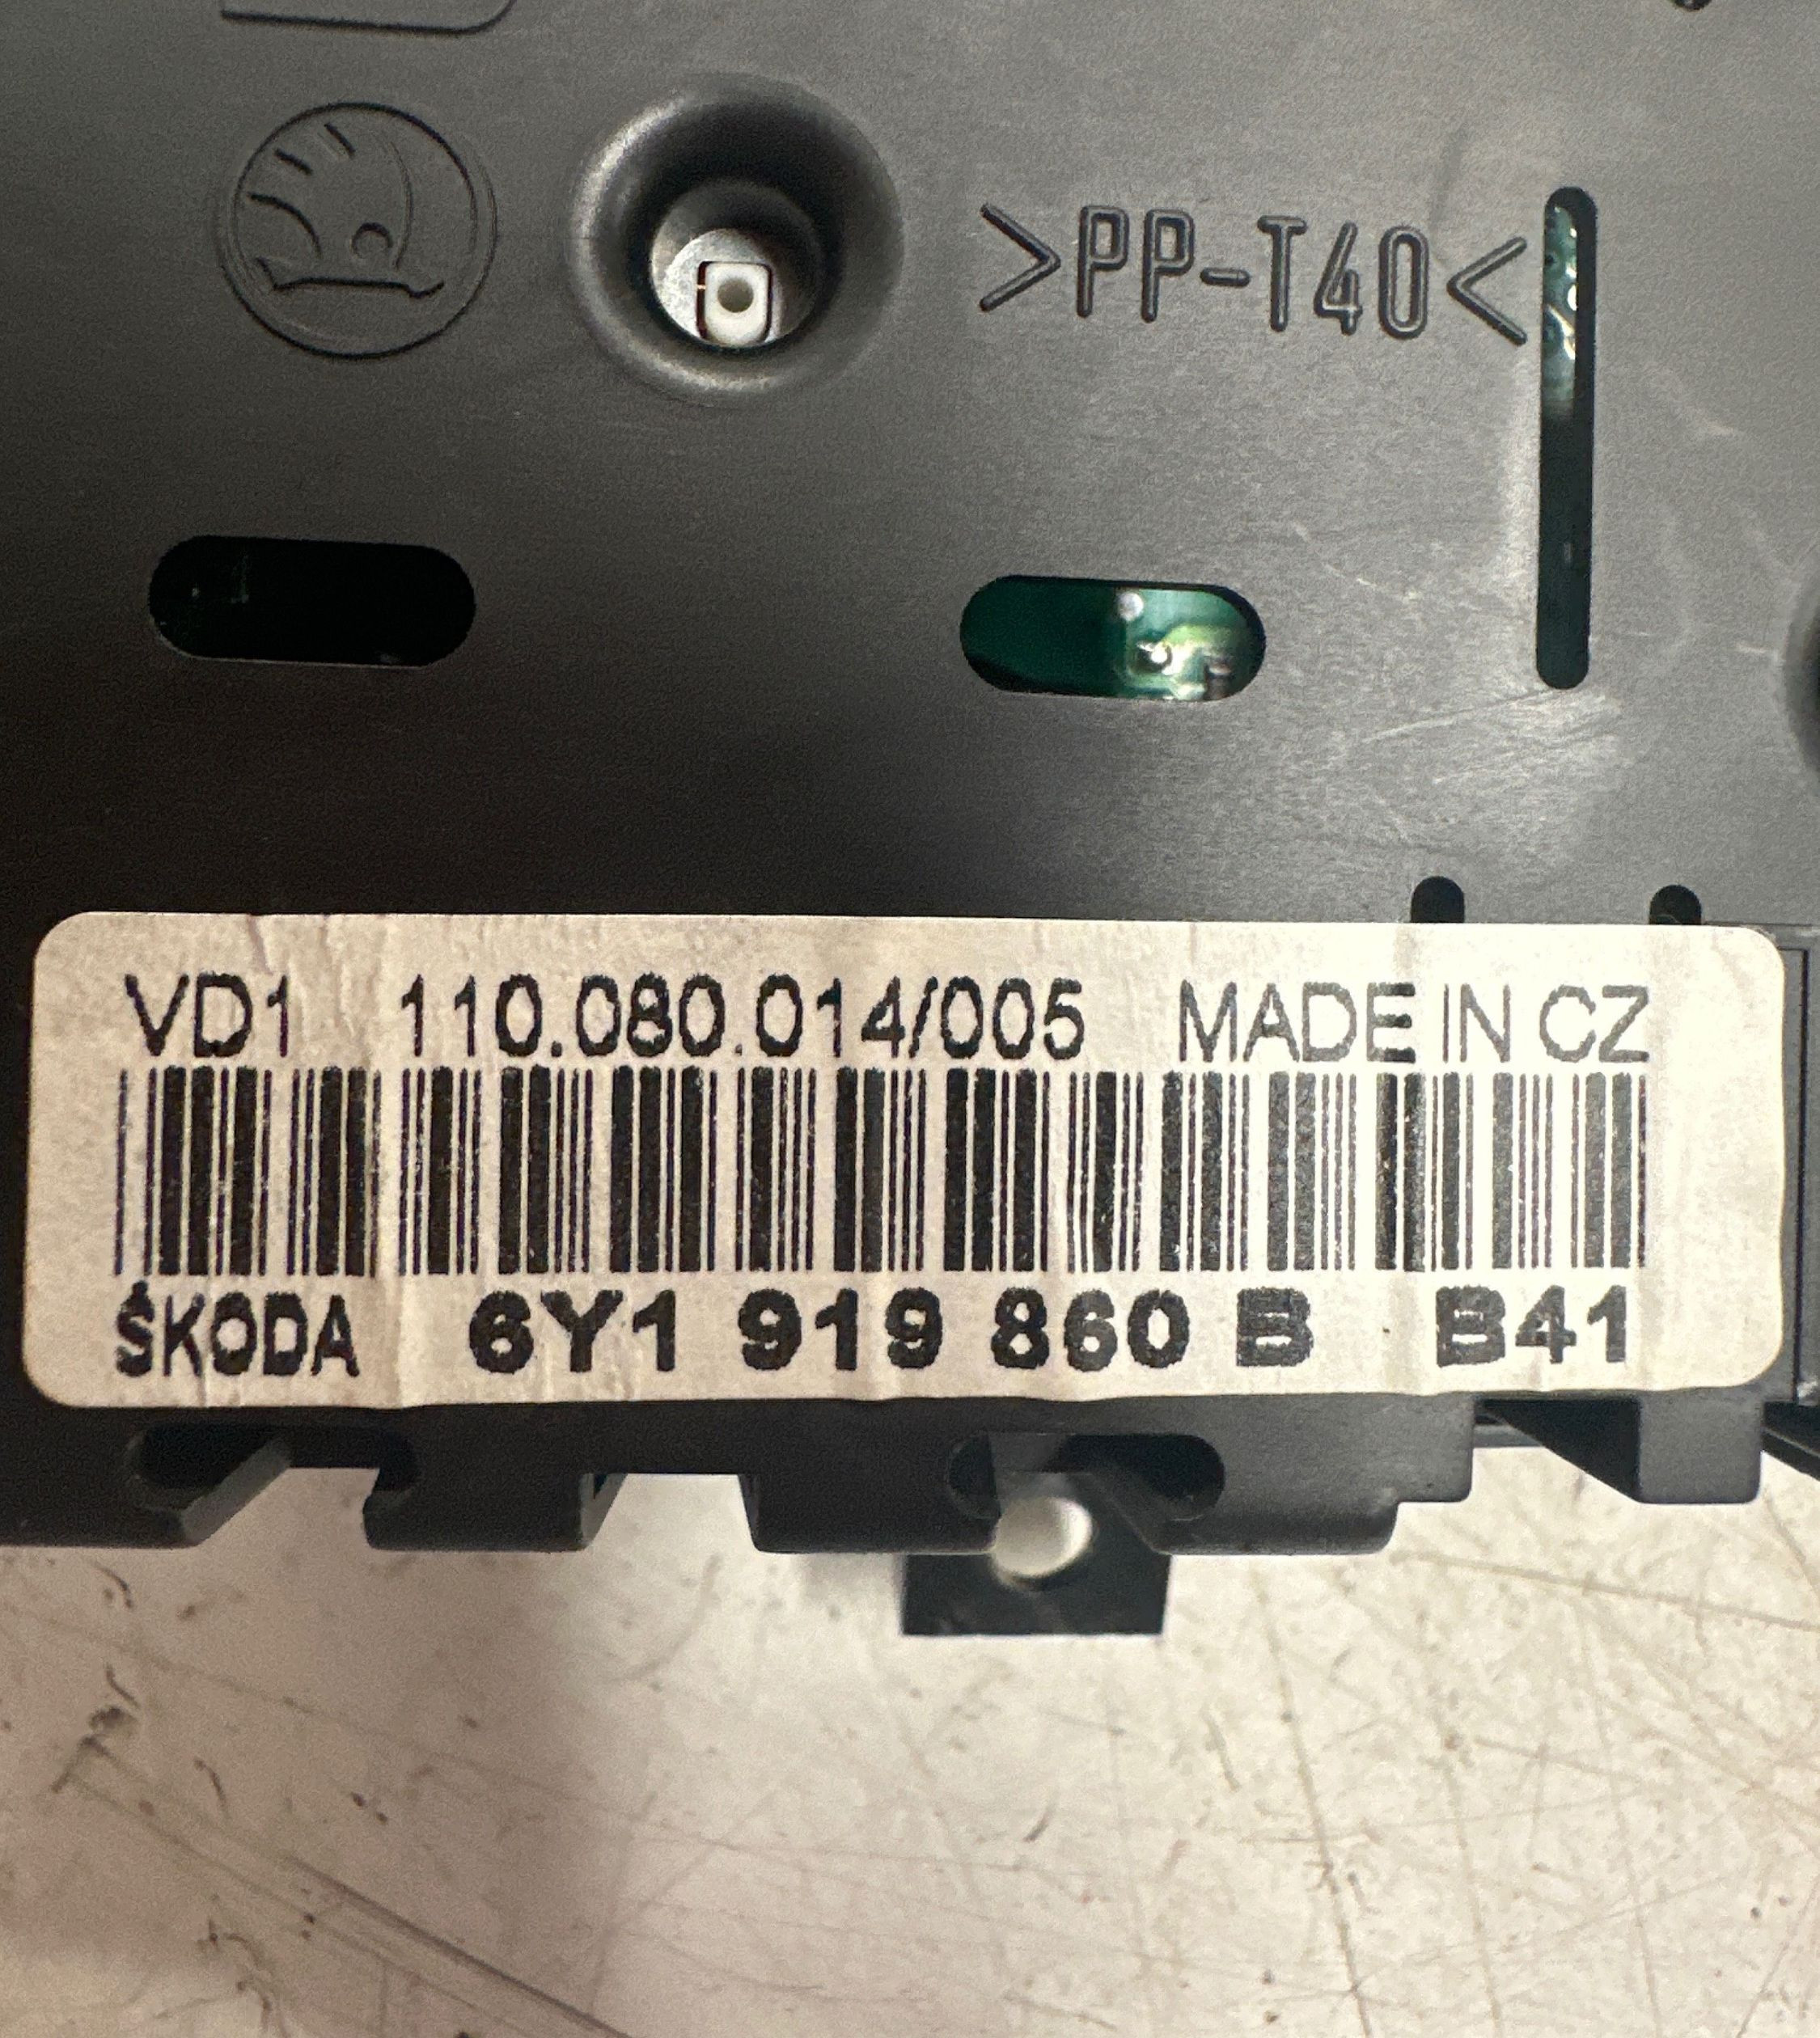 >PP-T40<
VD1 110.080.014/005 MADE IN CZ
ŠKODA 6Y1 919 860 B B41